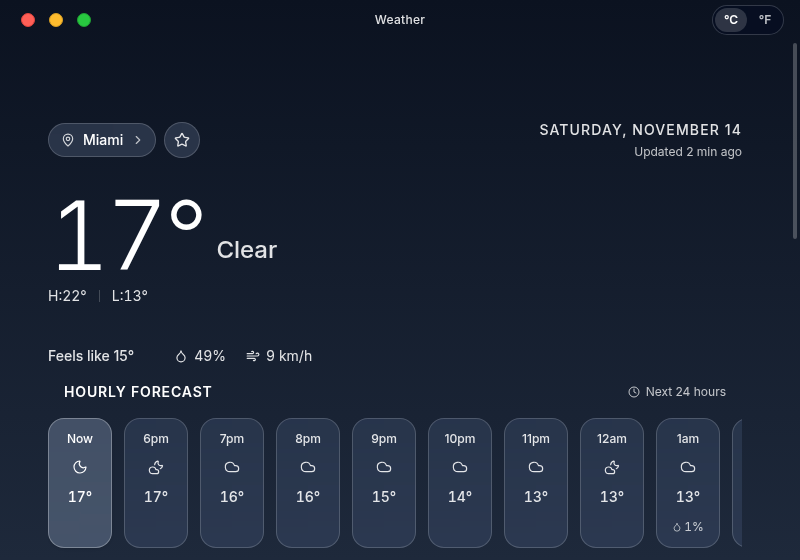 Weather
°C °F
Miami
SATURDAY, NOVEMBER 14
Updated 2 min ago
17° Clear
H:22° L:13°
Feels like 15° 49% 9 km/h
HOURLY FORECAST
Next 24 hours
Now 6pm 7pm 8pm 9pm 10pm 11pm 12am 1am
17° 17° 16° 16° 15° 14° 13° 13° 13°
1%